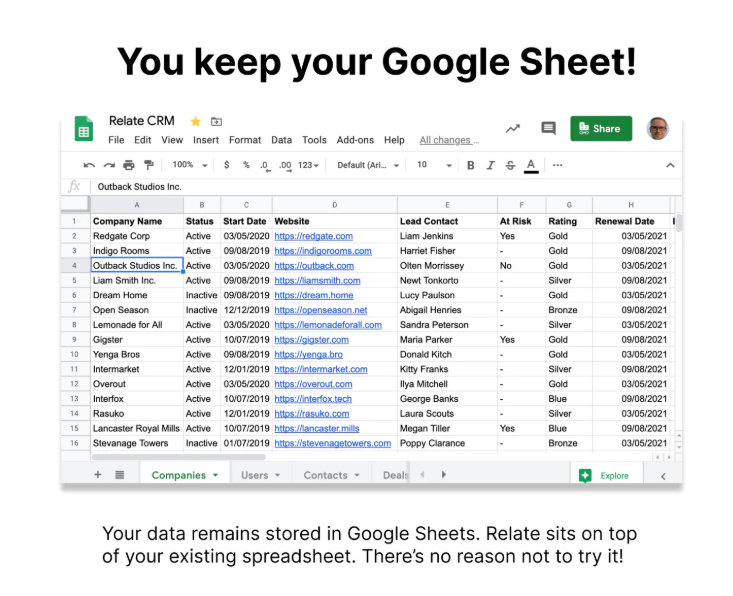 You keep your Google Sheet!
Relate CRM
File Edit View Insert Format Data Tools Add-ons Help All changes ...
Share
100% $ % .0 .00 123 Default (Ari... 10 B I S A ...
fx Outback Studios Inc.
A B C D E F G H
1 Company Name Status Start Date Website Lead Contact At Risk Rating Renewal Date
2 Redgate Corp Active 03/05/2020 https://redgate.com Liam Jenkins Yes Gold 03/05/2021
3 Indigo Rooms Active 09/08/2019 https://indigorooms.com Harriet Fisher - Gold 09/08/2021
4 Outback Studios Inc. Active 03/05/2020 https://outback.com Olten Morrissey No Gold 03/05/2021
5 Liam Smith Inc. Active 09/08/2019 https://liamsmith.com Newt Tonkorto - Silver 09/08/2021
6 Dream Home Inactive 09/08/2019 https://dream.home Lucy Paulson - Gold 03/05/2021
7 Open Season Inactive 12/12/2019 https://openseason.net Abigail Henries - Bronze 09/08/2021
8 Lemonade for All Active 03/05/2020 https://lemonadeforall.com Sandra Peterson - Silver 03/05/2021
9 Gigster Active 10/07/2019 https://gigster.com Maria Parker Yes Gold 09/08/2021
10 Yenga Bros Active 09/08/2019 https://yenga.bro Donald Kitch - Gold 03/05/2021
11 Intermarket Active 12/01/2019 https://intermarket.com Kitty Franks - Silver 09/08/2021
12 Overout Active 03/05/2020 https://overout.com Ilya Mitchell - Gold 03/05/2021
13 Interfox Active 10/07/2019 https://interfox.tech George Banks - Blue 09/08/2021
14 Rasuko Active 12/01/2019 https://rasuko.com Laura Scouts - Silver 03/05/2021
15 Lancaster Royal Mills Active 10/07/2019 https://lancaster.mills Megan Tiller Yes Blue 09/08/2021
16 Stevanage Towers Inactive 01/07/2019 https://stevenagetowers.com Poppy Clarance - Bronze 03/05/2021
Companies Users Contacts Deals Explore
Your data remains stored in Google Sheets. Relate sits on top
of your existing spreadsheet. There's no reason not to try it!